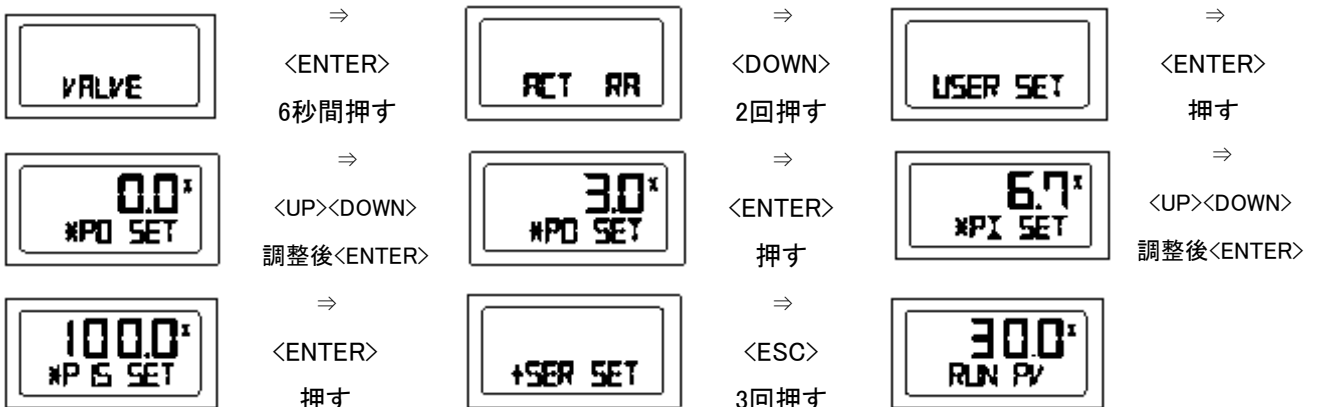 ⇒ ⇒ ⇒
VALVE <ENTER> ACT RA <DOWN> USER SET <ENTER>
6秒間押す 2回押す 押す
⇒ ⇒ ⇒
0.0% 3.0% 6.7%
*P0 SET <UP><DOWN> *P0 SET <ENTER> *P1 SET <UP><DOWN>
調整後<ENTER> 押す 調整後<ENTER>
⇒ ⇒
100.0% <ENTER> <ESC> 30.0%
*P15 SET +SER SET RUN PV
押す 3回押す